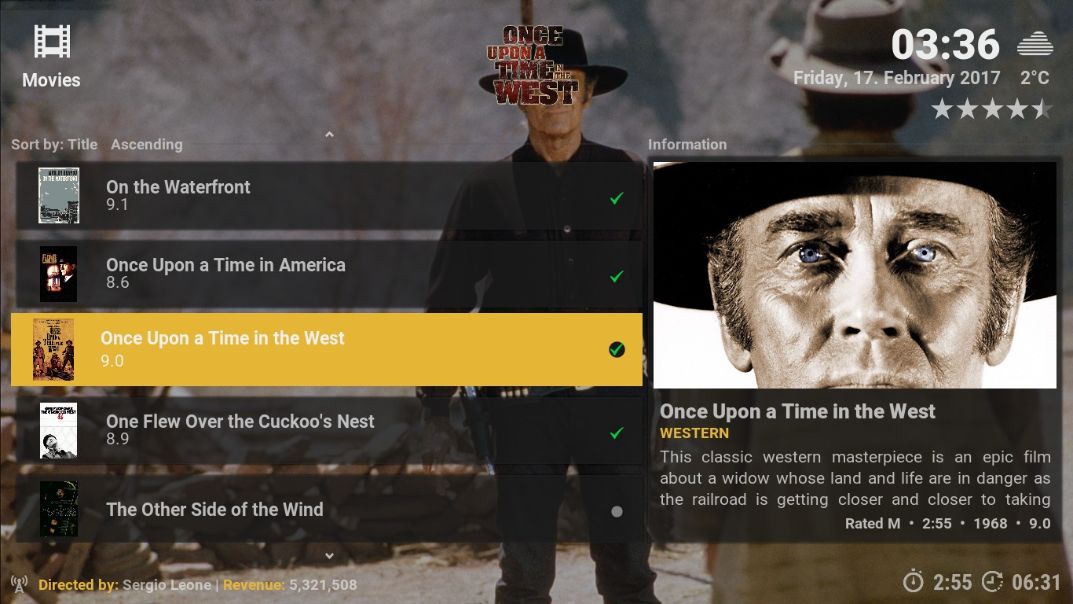 Movies
ONCE
UPON A
TIME IN THE
WEST
03:36
Friday, 17. February 2017 2°C
Sort by: Title Ascending
On the Waterfront
9.1
Once Upon a Time in America
8.6
Once Upon a Time in the West
9.0
One Flew Over the Cuckoo's Nest
8.9
The Other Side of the Wind
Information
Once Upon a Time in the West
WESTERN
This classic western masterpiece is an epic film
about a widow whose land and life are in danger as
the railroad is getting closer and closer to taking
Rated M • 2:55 • 1968 • 9.0
Directed by: Sergio Leone | Revenue: 5,321,508
2:55 06:31